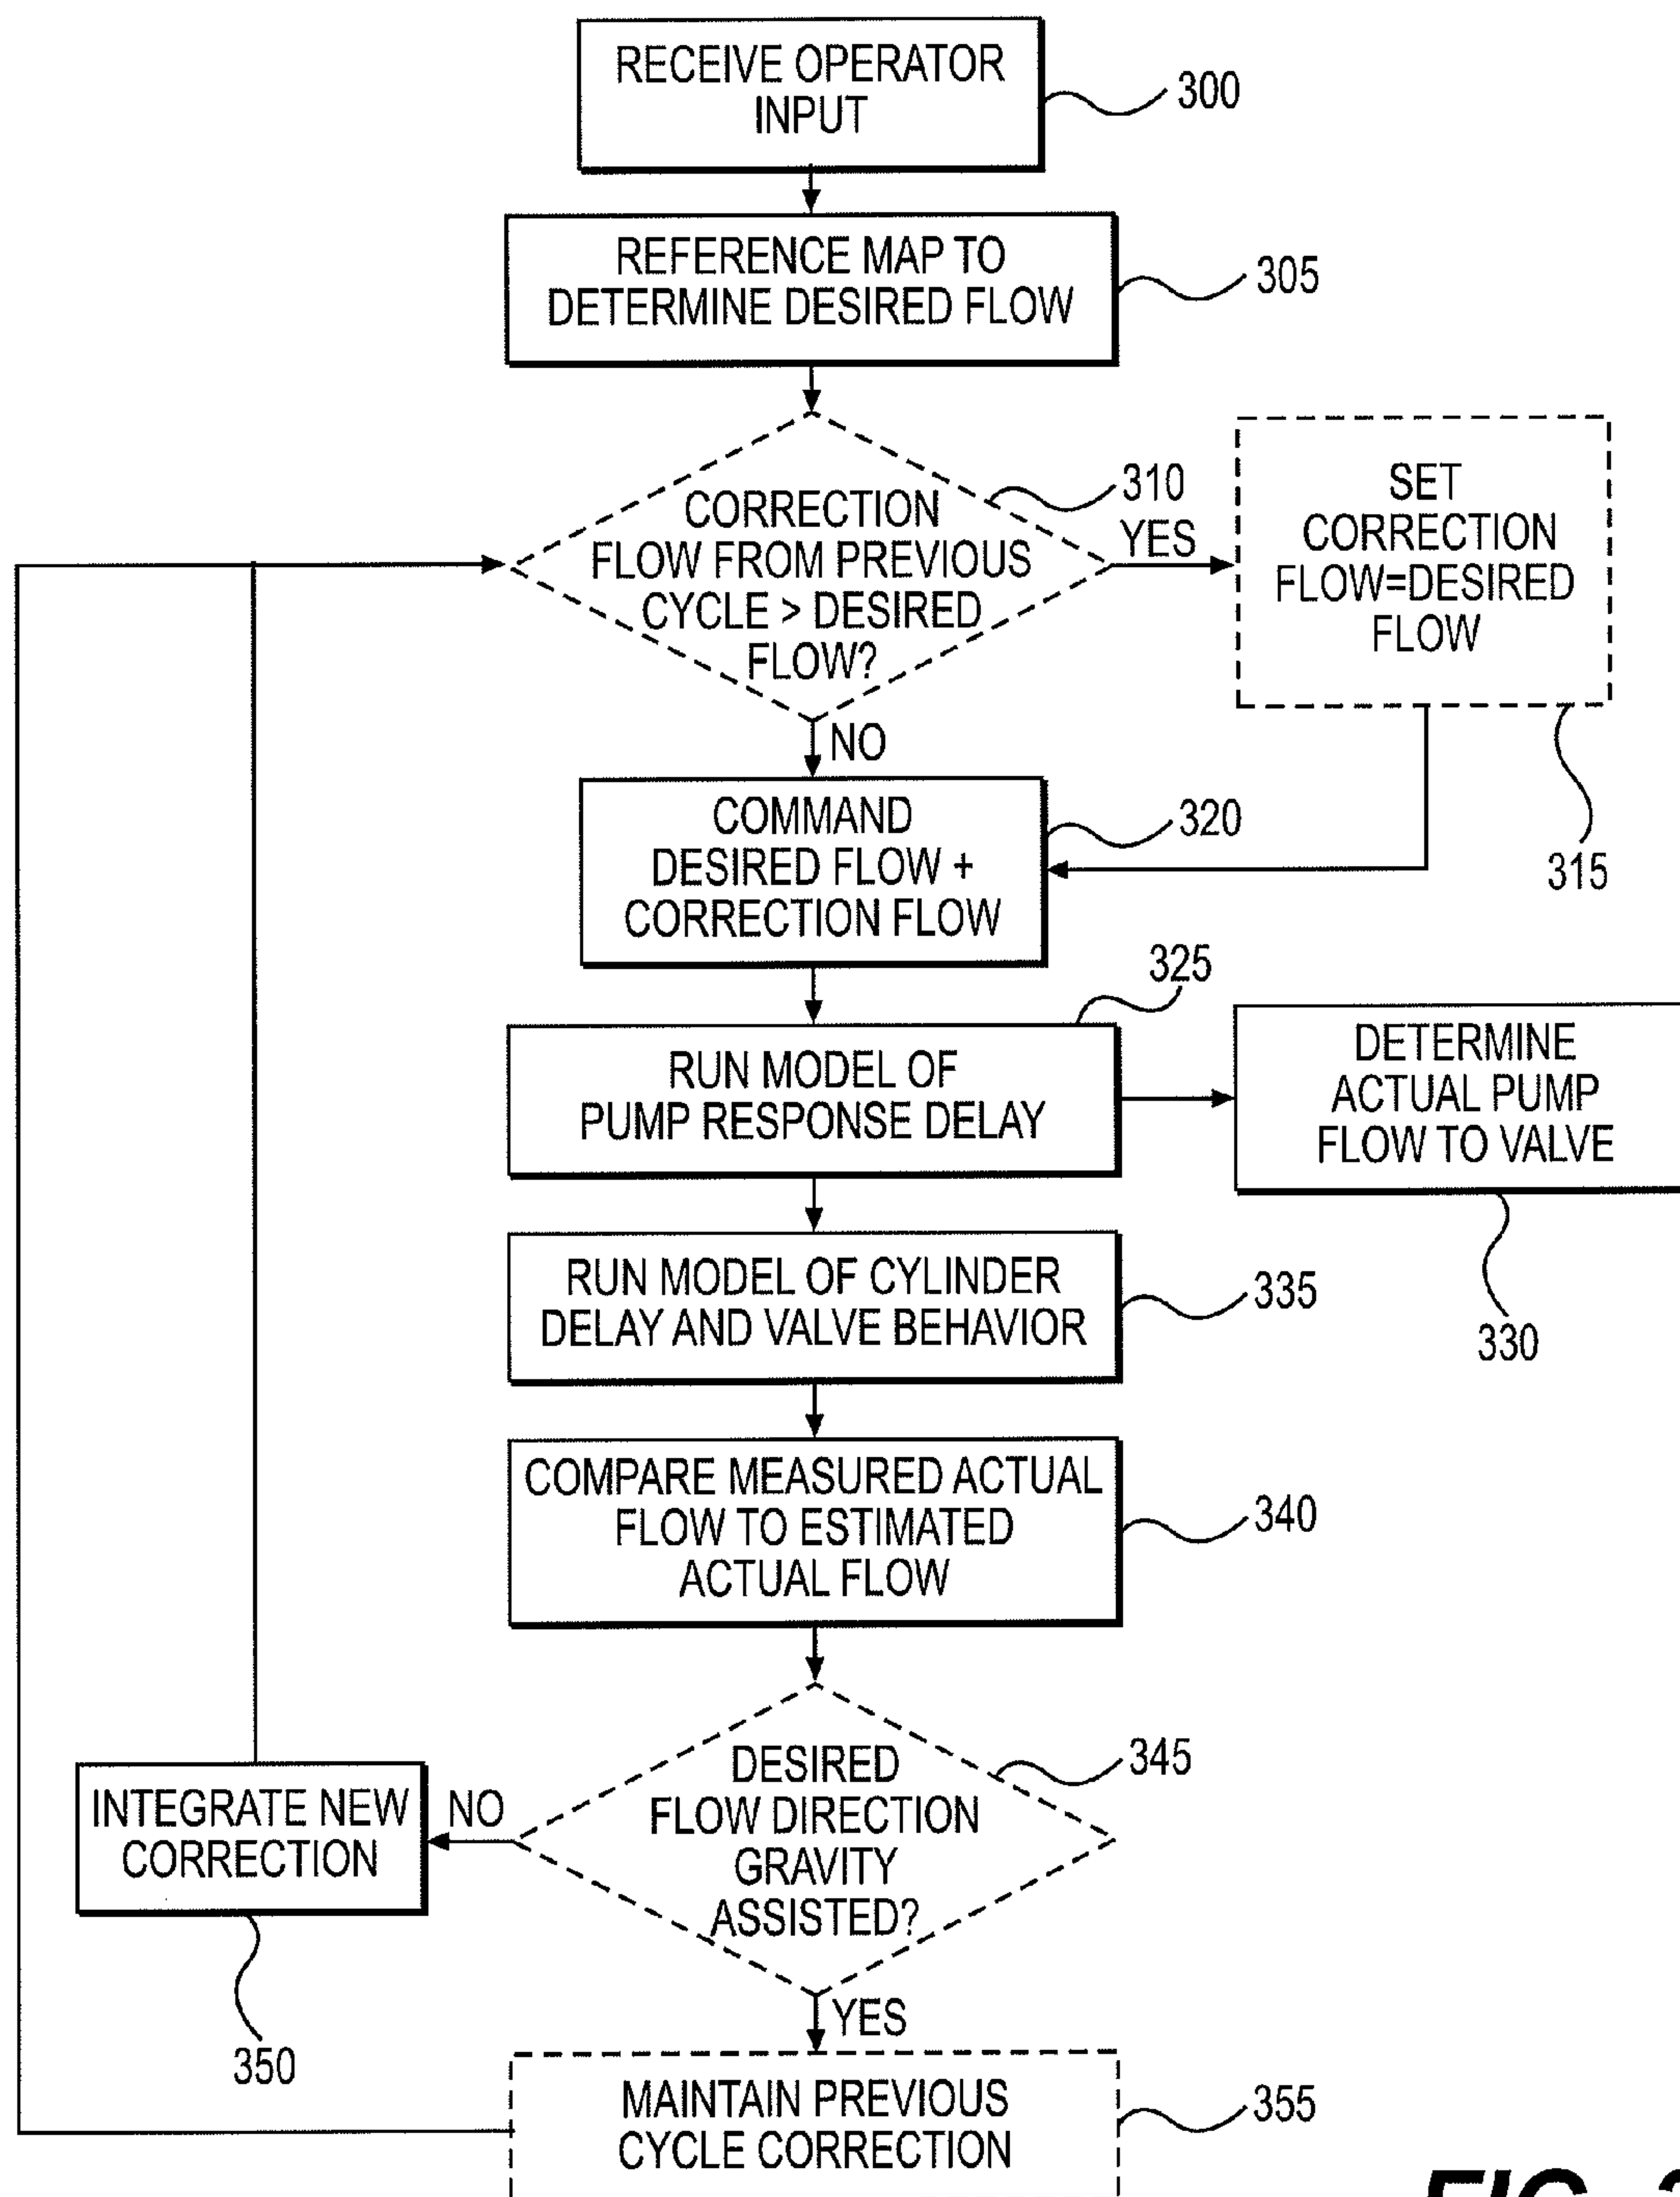 RECEIVE OPERATOR
INPUT
300
REFERENCE MAP TO
DETERMINE DESIRED FLOW
305
CORRECTION
FLOW FROM PREVIOUS
CYCLE > DESIRED
FLOW?
310
YES
SET
CORRECTION
FLOW=DESIRED
FLOW
315
NO
COMMAND
DESIRED FLOW +
CORRECTION FLOW
320
325
RUN MODEL OF
PUMP RESPONSE DELAY
DETERMINE
ACTUAL PUMP
FLOW TO VALVE
330
RUN MODEL OF CYLINDER
DELAY AND VALVE BEHAVIOR
335
COMPARE MEASURED ACTUAL
FLOW TO ESTIMATED
ACTUAL FLOW
340
DESIRED
FLOW DIRECTION
GRAVITY
ASSISTED?
345
NO
INTEGRATE NEW
CORRECTION
350
YES
MAINTAIN PREVIOUS
CYCLE CORRECTION
355
FIG.